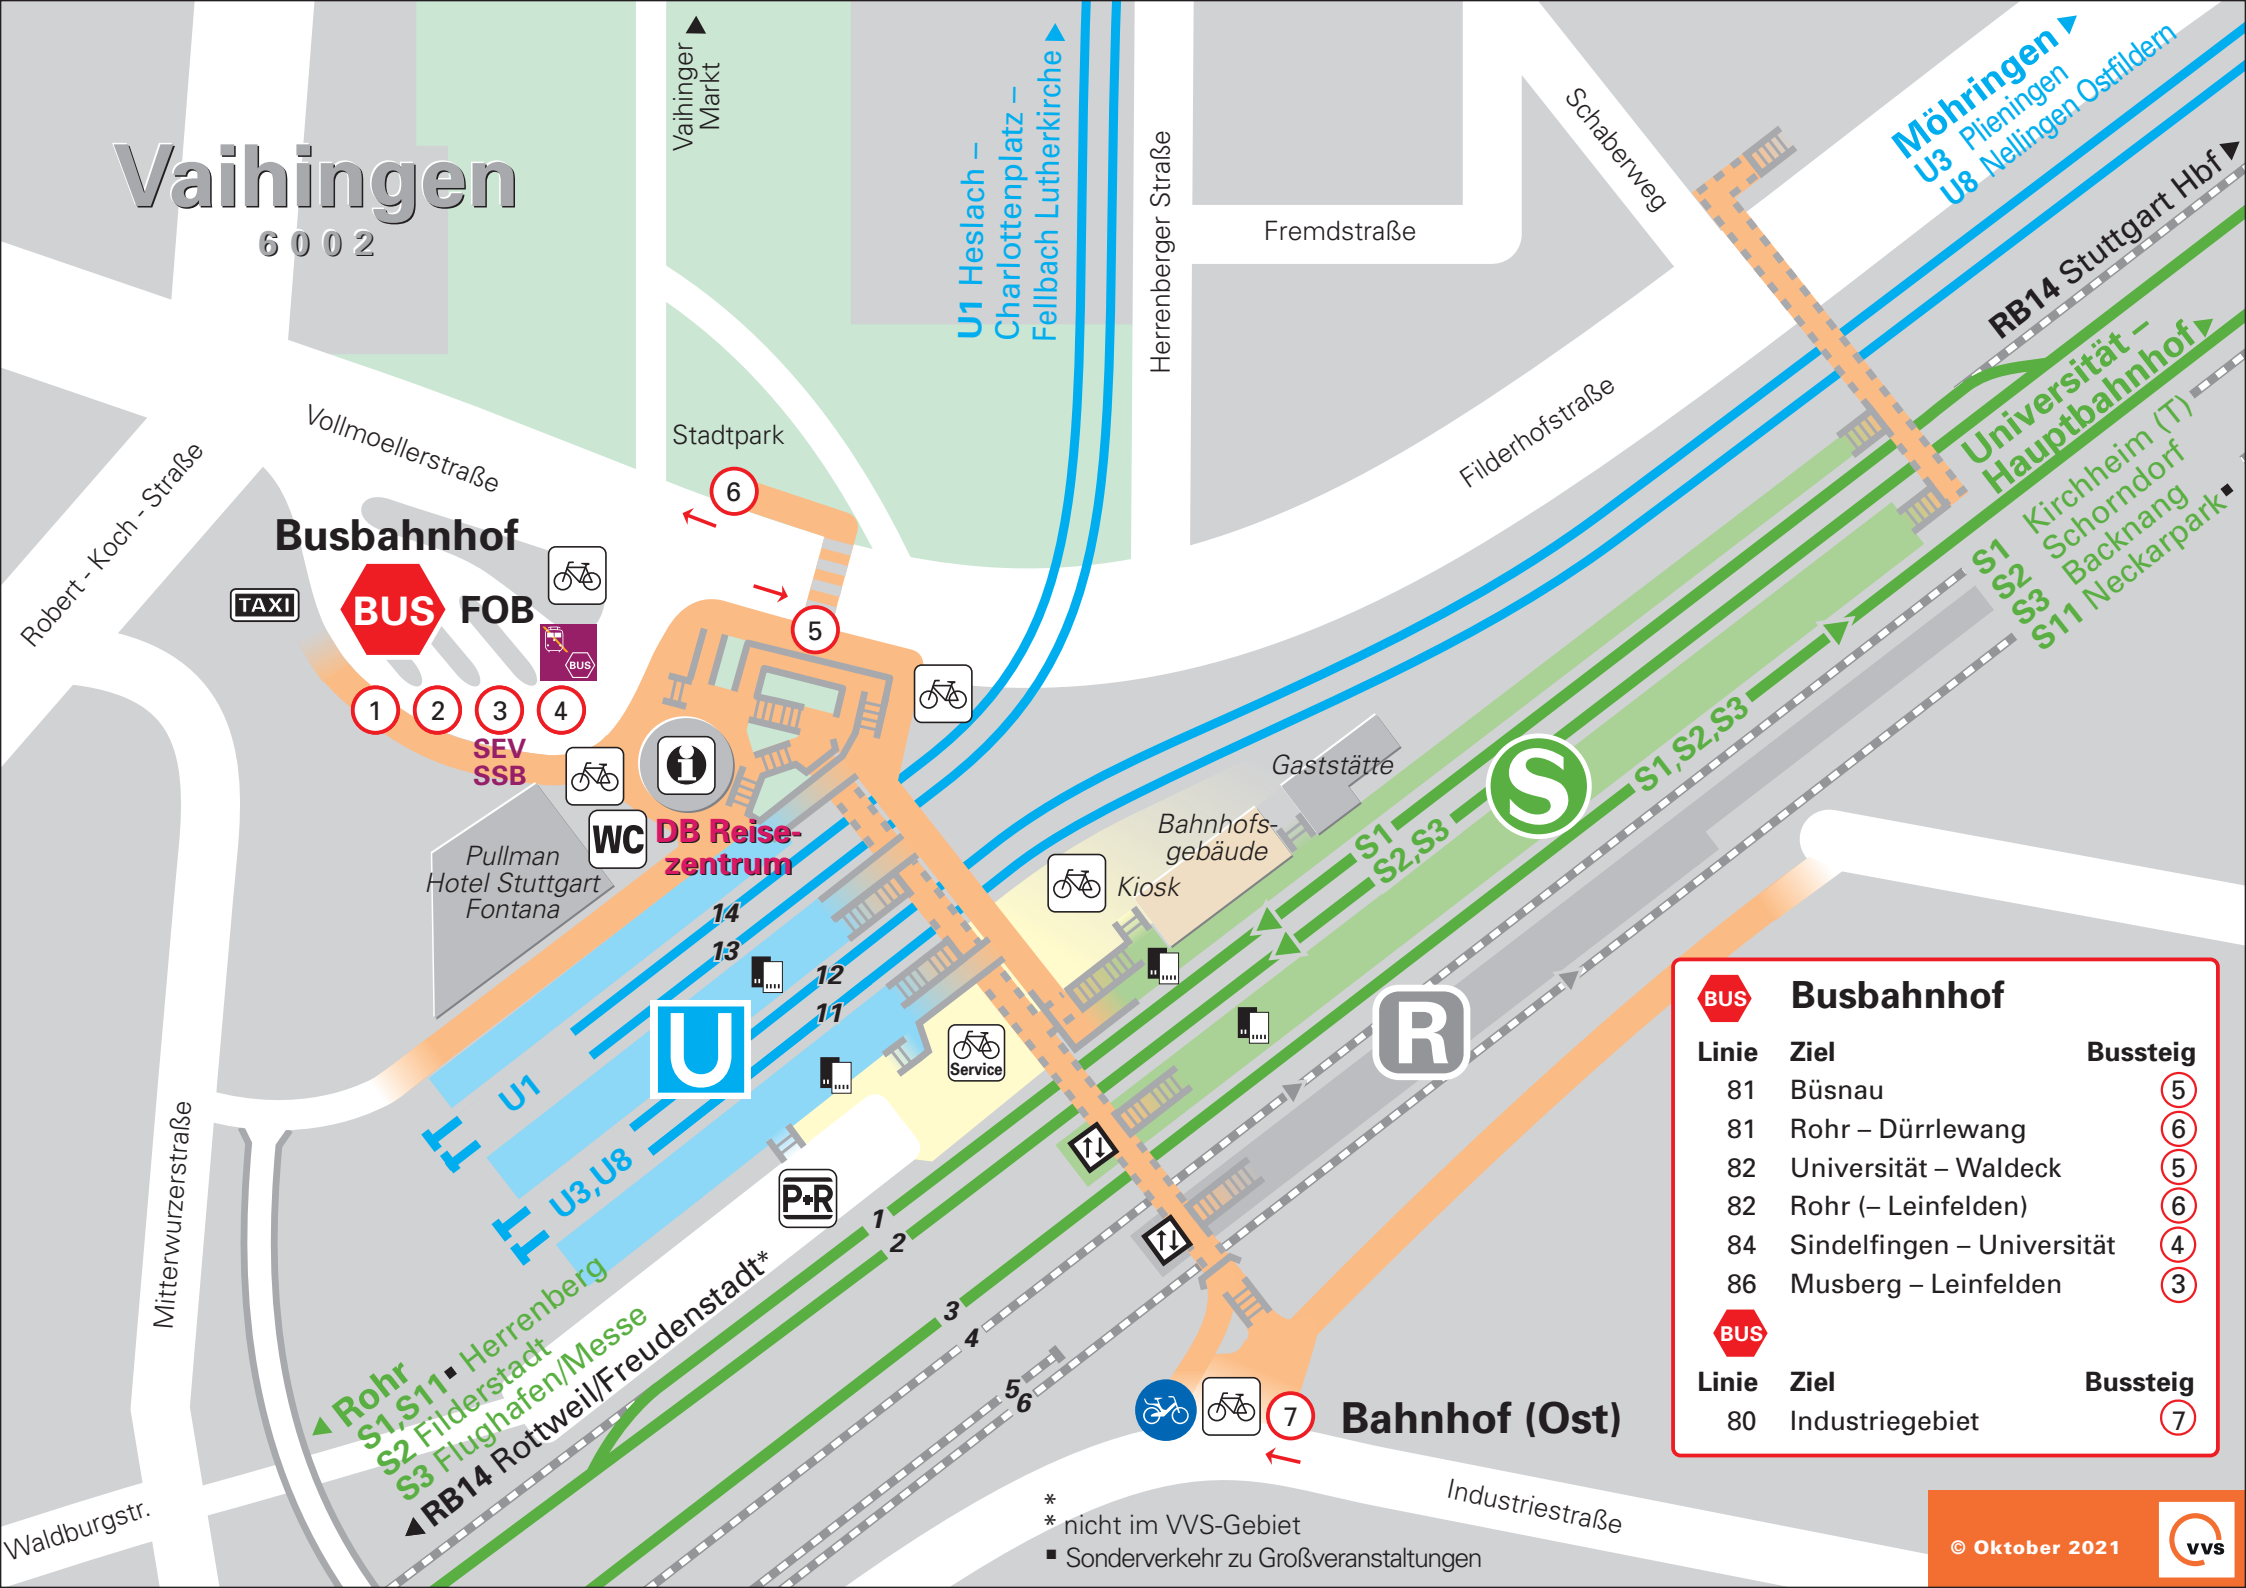 Vaihingen
6002
Vaihinger
Markt
U1 Heslach –
Charlottenplatz –
Fellbach Lutherkirche
Herrenberger Straße
Fremdstraße
Schaberweg
Möhringen
U3 Plieningen
U8 Nellingen Ostfildern
RB14 Stuttgart Hbf
Universität –
Hauptbahnhof
S1 Kirchheim (T)
S2 Schorndorf
S3 Backnang
S11 Neckarpark▪
Filderhofstraße
Vollmoellerstraße
Robert - Koch - Straße
Stadtpark
6
5
Busbahnhof
TAXI
BUS
FOB
BUS
1
2
3
4
SEV
SSB
i
WC
DB Reise-
zentrum
Pullman
Hotel Stuttgart
Fontana
Gaststätte
Bahnhofs-
gebäude
Kiosk
S1
S2,S3
S
S1,S2,S3
14
13
12
11
U
U1
U3,U8
Service
R
P+R
1
2
3
4
5
6
Mitterwurzerstraße
Rohr
S1,S11▪ Herrenberg
S2 Filderstadt
S3 Flughafen/Messe
RB14 Rottweil/Freudenstadt*
Waldburgstr.
7
Bahnhof (Ost)
Industriestraße
*
* nicht im VVS-Gebiet
▪ Sonderverkehr zu Großveranstaltungen
BUS Busbahnhof
Linie Ziel Bussteig
81 Büsnau 5
81 Rohr – Dürrlewang 6
82 Universität – Waldeck 5
82 Rohr (– Leinfelden) 6
84 Sindelfingen – Universität 4
86 Musberg – Leinfelden 3
BUS
Linie Ziel Bussteig
80 Industriegebiet 7
© Oktober 2021
VVS